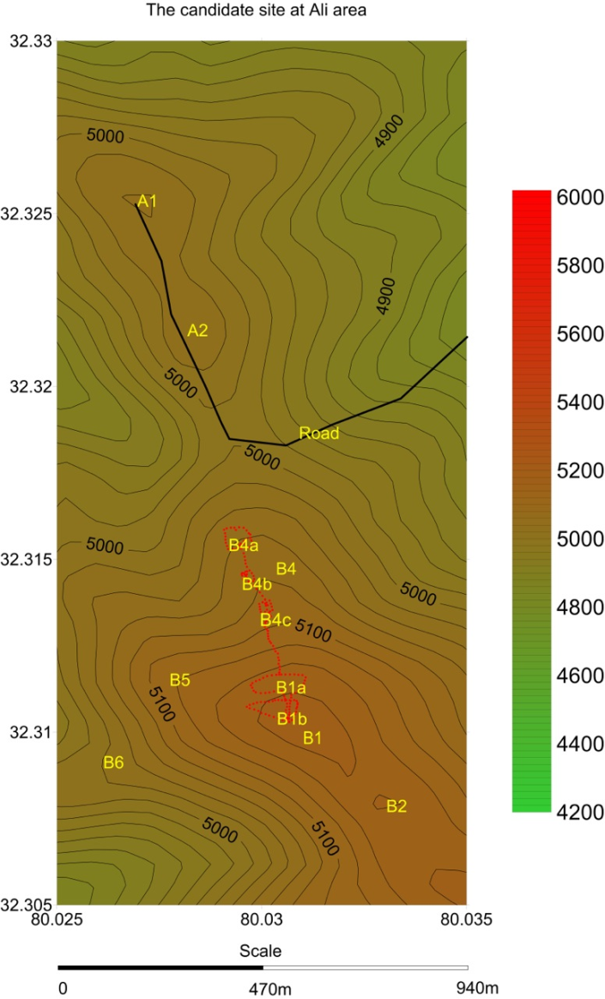 The candidate site at Ali area
32.33
5000
4900
6000
A1
32.325
5800
4900
5600
A2
5000
32.32
5400
Road
5000
5200
5000
B4a
5000
32.315
B4
B4b
5000
4800
B4c
5100
B5
B1a
4600
5100
B1b
32.31
B1
4400
B6
B2
4200
5000
5100
32.305
80.025
80.03
80.035
Scale
0
470m
940m